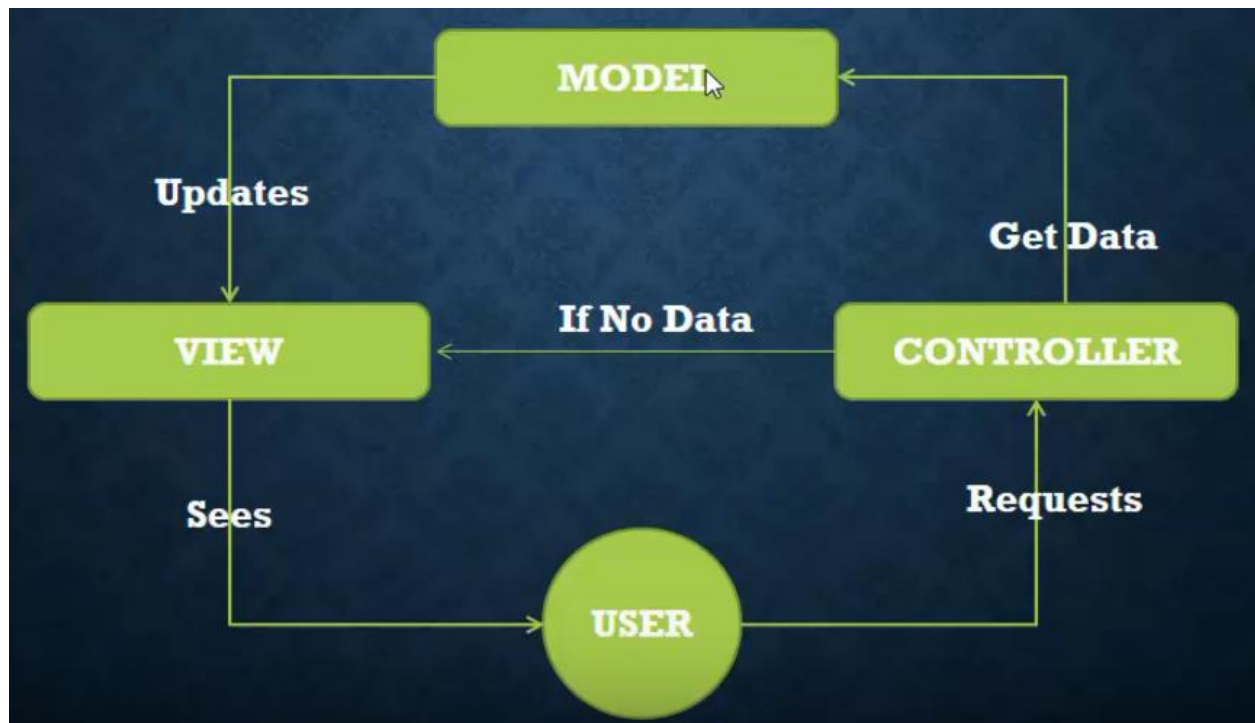 MODEL
Updates
Get Data
If No Data
VIEW
CONTROLLER
Sees
Requests
USER